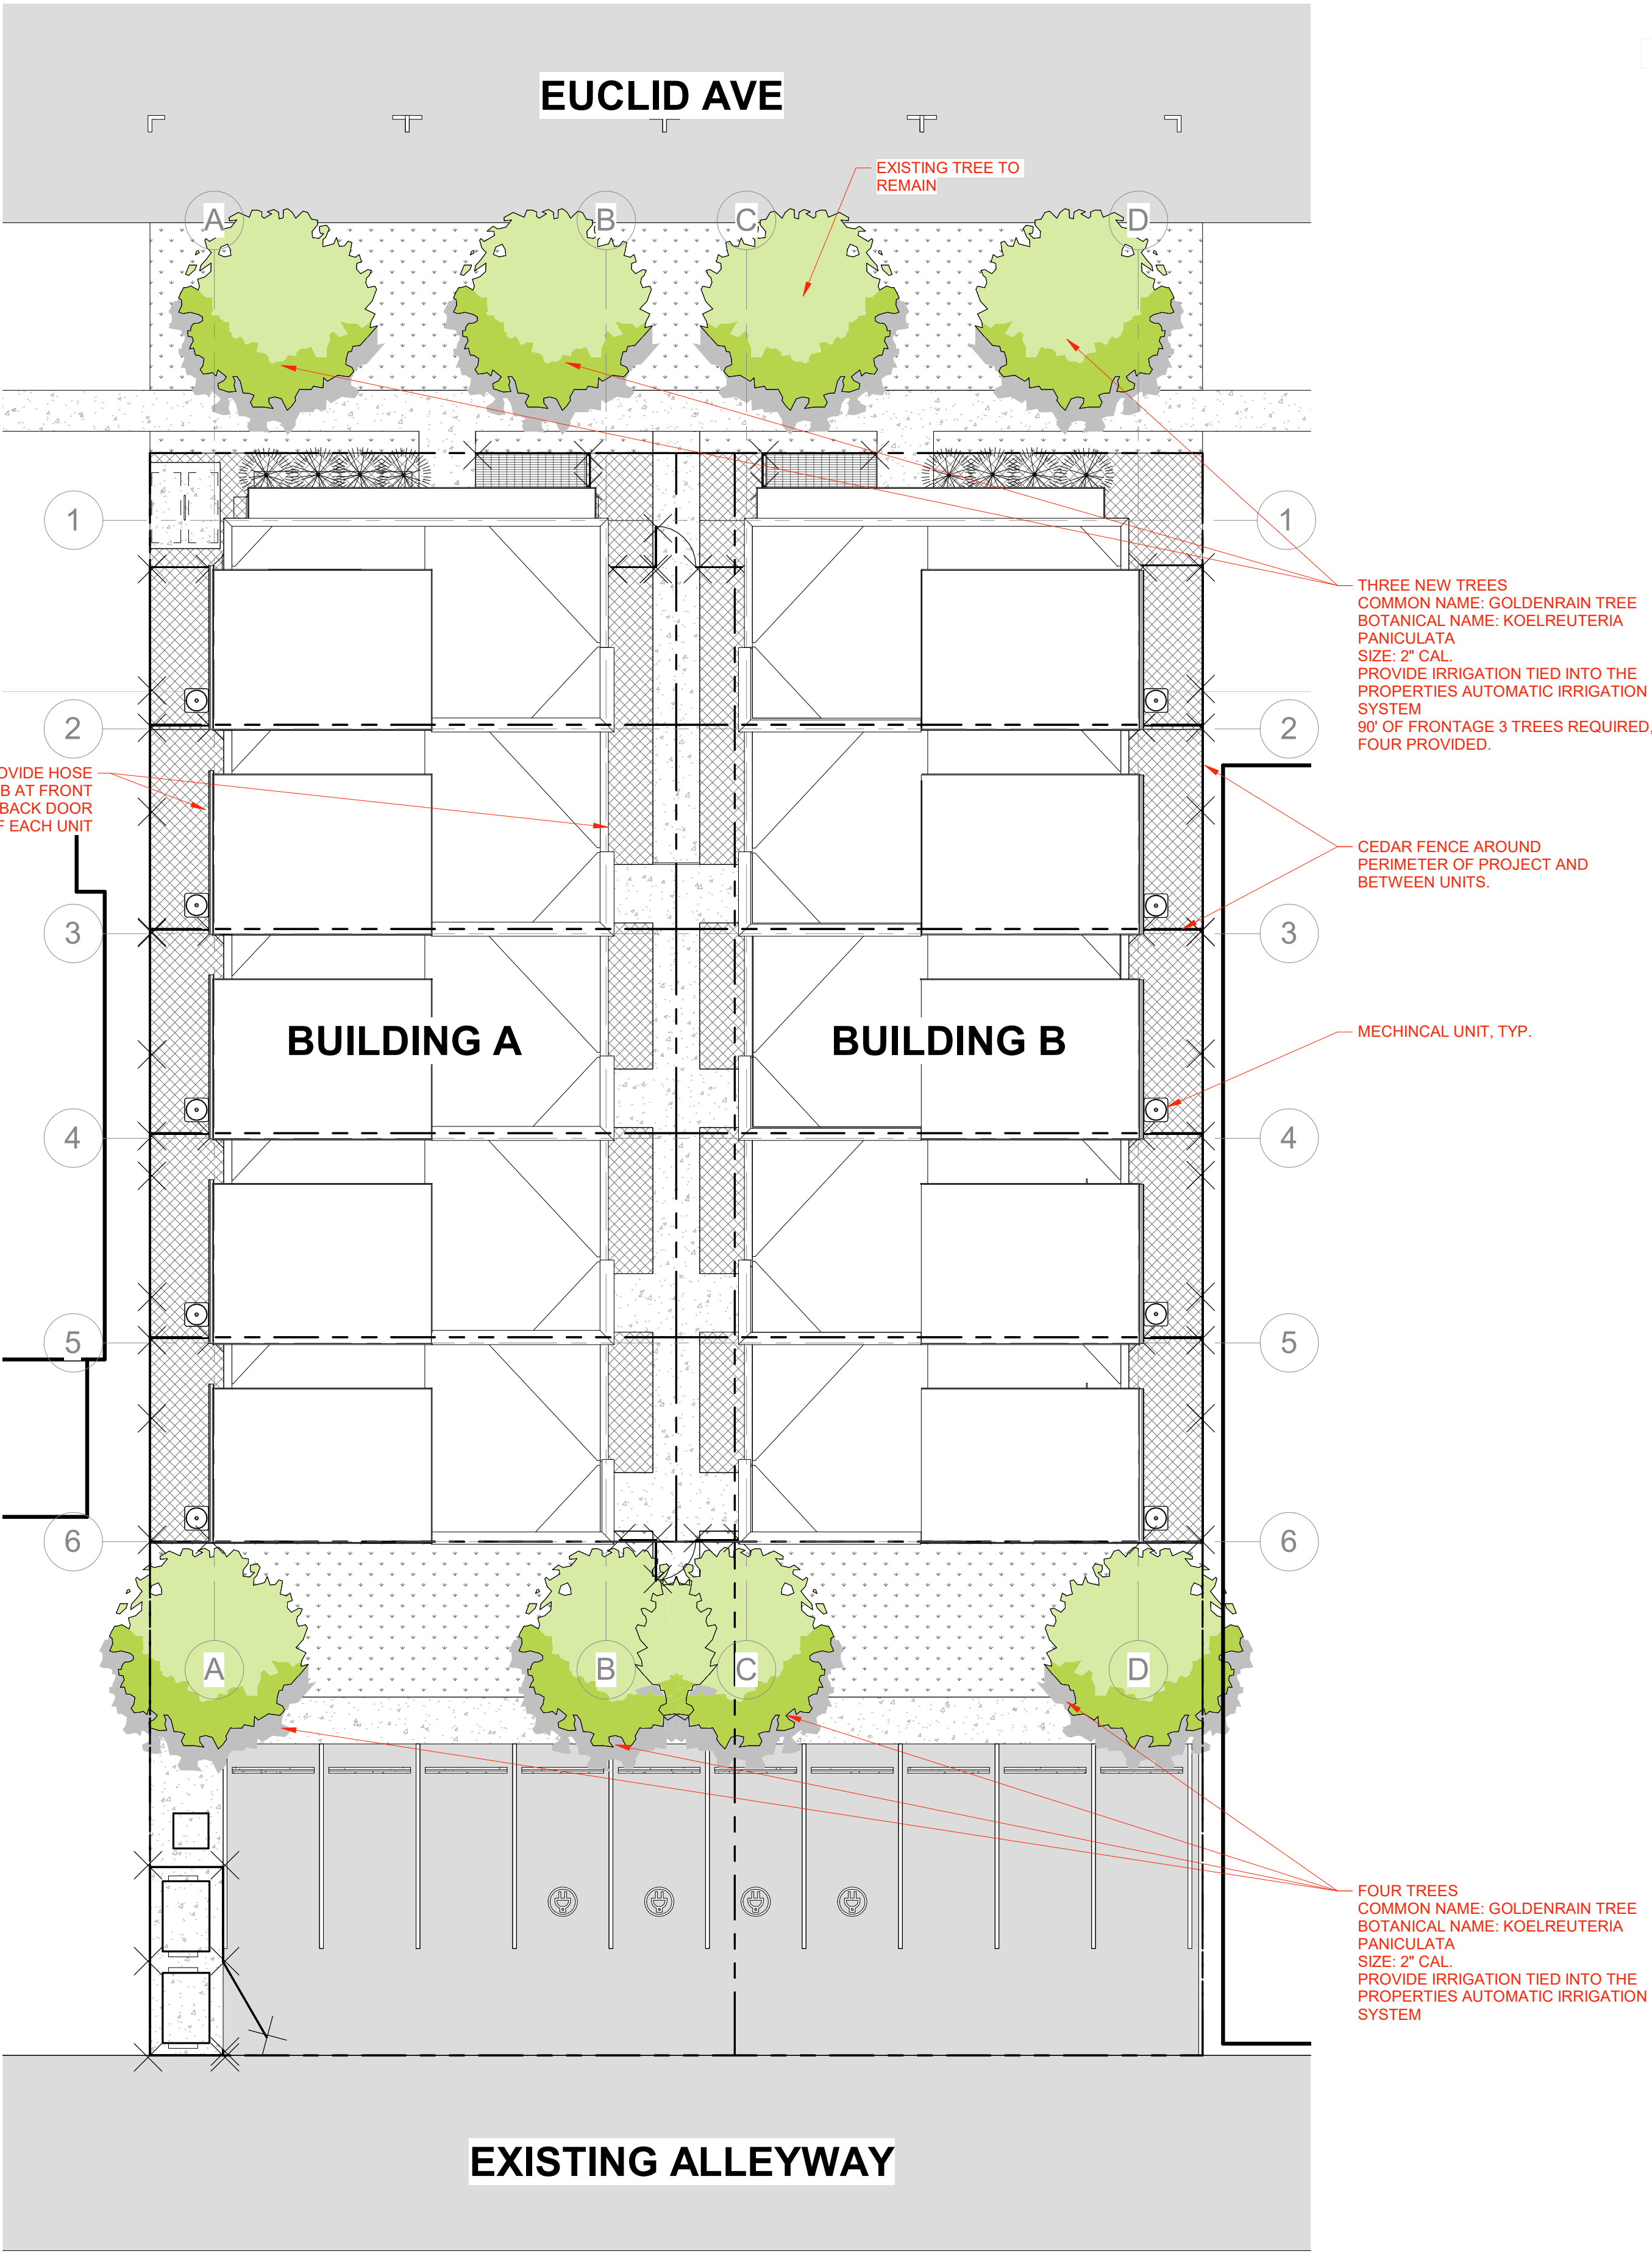 EUCLID AVE
EXISTING TREE TO
REMAIN
A
B
C
D
1
1
THREE NEW TREES
COMMON NAME: GOLDENRAIN TREE
BOTANICAL NAME: KOELREUTERIA
PANICULATA
SIZE: 2" CAL.
PROVIDE IRRIGATION TIED INTO THE
PROPERTIES AUTOMATIC IRRIGATION
SYSTEM
90' OF FRONTAGE 3 TREES REQUIRED,
FOUR PROVIDED.
2
2
OVIDE HOSE
B AT FRONT
BACK DOOR
F EACH UNIT
CEDAR FENCE AROUND
PERIMETER OF PROJECT AND
BETWEEN UNITS.
3
3
BUILDING A
BUILDING B
MECHINCAL UNIT, TYP.
4
4
5
5
6
6
A
B
C
D
FOUR TREES
COMMON NAME: GOLDENRAIN TREE
BOTANICAL NAME: KOELREUTERIA
PANICULATA
SIZE: 2" CAL.
PROVIDE IRRIGATION TIED INTO THE
PROPERTIES AUTOMATIC IRRIGATION
SYSTEM
EXISTING ALLEYWAY